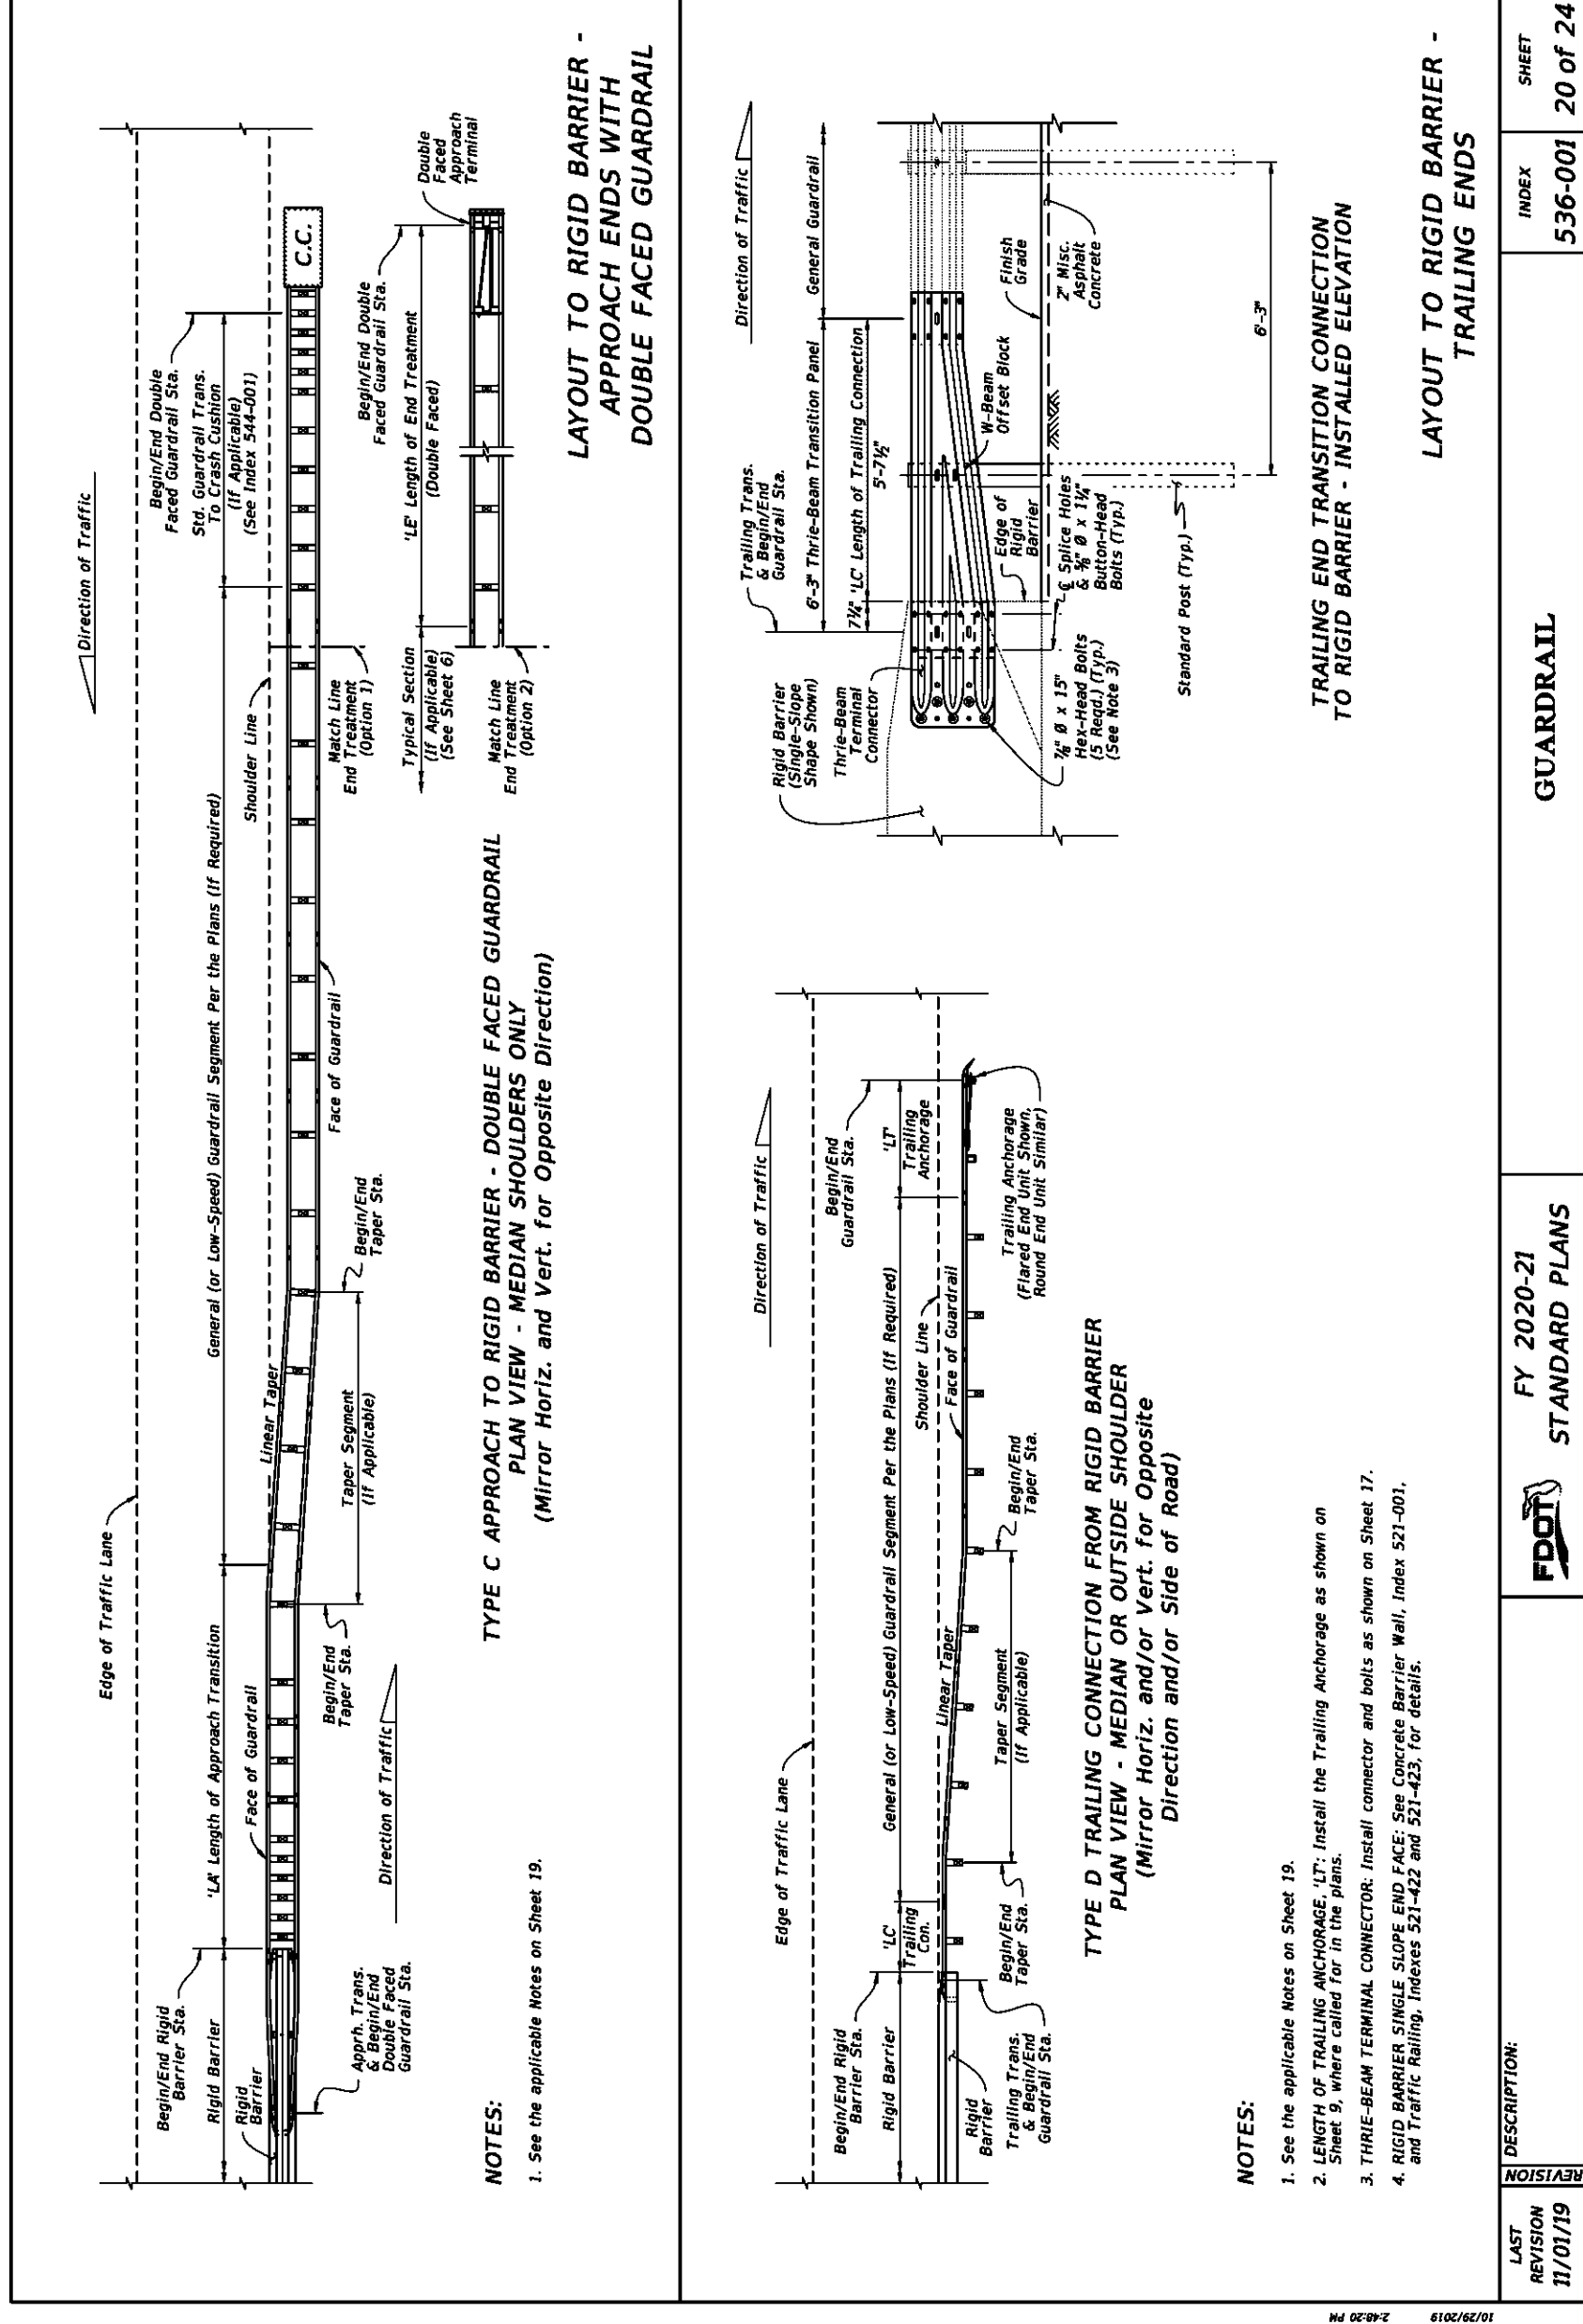 Direction of Traffic
Edge of Traffic Lane
Begin/End Rigid
Barrier Sta.
Rigid Barrier
Rigid
Barrier
'LA' Length of Approach Transition
Face of Guardrail
General (or Low-Speed) Guardrail Segment Per the Plans (If Required)
Linear Taper
Shoulder Line
Begin/End Double
Faced Guardrail Sta.
Std. Guardrail Trans.
To Crash Cushion
(If Applicable)
(See Index 544-001)
C.C.
Apprh. Trans.
& Begin/End
Double Faced
Guardrail Sta.
Direction of Traffic
Begin/End
Taper Sta.
Taper Segment
(If Applicable)
Begin/End
Taper Sta.
Face of Guardrail
Match Line
End Treatment
(Option 1)
Typical Section
(If Applicable)
(See Sheet 6)
Match Line
End Treatment
(Option 2)
'LE' Length of End Treatment
(Double Faced)
Begin/End Double
Faced Guardrail Sta.
Double
Faced
Approach
Terminal
TYPE C APPROACH TO RIGID BARRIER - DOUBLE FACED GUARDRAIL
PLAN VIEW - MEDIAN SHOULDERS ONLY
(Mirror Horiz. and Vert. for Opposite Direction)
NOTES:
1. See the applicable Notes on Sheet 19.
LAYOUT TO RIGID BARRIER -
APPROACH ENDS WITH
DOUBLE FACED GUARDRAIL
Direction of Traffic
Edge of Traffic Lane
Begin/End Rigid
Barrier Sta.
Rigid Barrier
'LC'
Trailing
Con.
General (or Low-Speed) Guardrail Segment Per the Plans (If Required)
Shoulder Line
Face of Guardrail
Linear Taper
Begin/End
Guardrail Sta.
'LT'
Trailing
Anchorage
Rigid
Barrier
Trailing Trans.
& Begin/End
Guardrail Sta.
Begin/End
Taper Sta.
Taper Segment
(If Applicable)
Begin/End
Taper Sta.
Trailing Anchorage
(Flared End Unit Shown,
Round End Unit Similar)
TYPE D TRAILING CONNECTION FROM RIGID BARRIER
PLAN VIEW - MEDIAN OR OUTSIDE SHOULDER
(Mirror Horiz. and/or Vert. for Opposite
Direction and/or Side of Road)
Direction of Traffic
Trailing Trans.
& Begin/End
Guardrail Sta.
6'-3" Thrie-Beam Transition Panel
General Guardrail
7¼"
'LC' Length of Trailing Connection
5'-7½"
Rigid Barrier
(Single-Slope
Shape Shown)
Thrie-Beam
Terminal
Connector
⅞" Ø x 15"
Hex-Head Bolts
(5 Reqd.) (Typ.)
(See Note 3)
Edge of
Rigid
Barrier
℄ Splice Holes
& ⅝" Ø x 1¼"
Button-Head
Bolts (Typ.)
W-Beam
Offset Block
Finish
Grade
2" Misc.
Asphalt
Concrete
Standard Post (Typ.)
6'-3"
TRAILING END TRANSITION CONNECTION
TO RIGID BARRIER - INSTALLED ELEVATION
NOTES:
1. See the applicable Notes on Sheet 19.
2. LENGTH OF TRAILING ANCHORAGE, 'LT': Install the Trailing Anchorage as shown on
Sheet 9, where called for in the plans.
3. THRIE-BEAM TERMINAL CONNECTOR: Install connector and bolts as shown on Sheet 17.
4. RIGID BARRIER SINGLE SLOPE END FACE: See Concrete Barrier Wall, Index 521-001,
and Traffic Railing, Indexes 521-422 and 521-423, for details.
LAYOUT TO RIGID BARRIER -
TRAILING ENDS
LAST
REVISION
11/01/19
REVISION
DESCRIPTION:
FDOT
FY 2020-21
STANDARD PLANS
GUARDRAIL
INDEX
536-001
SHEET
20 of 24
10/29/2019
2:48:20 PM